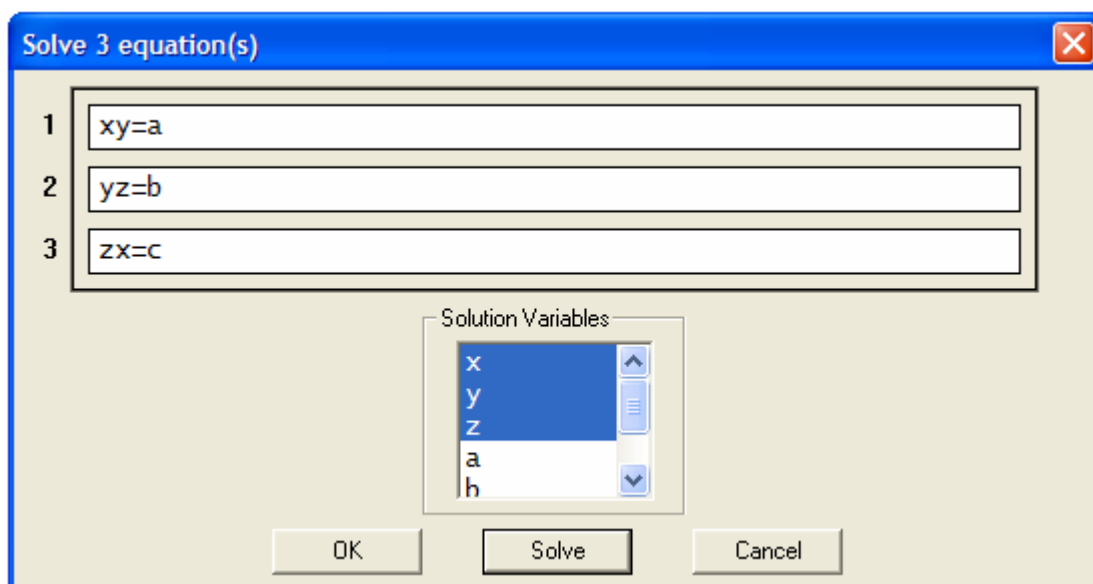 Solve 3 equation(s)
1 xy=a
2 yz=b
3 zx=c
Solution Variables
x
y
z
a
b
OK Solve Cancel